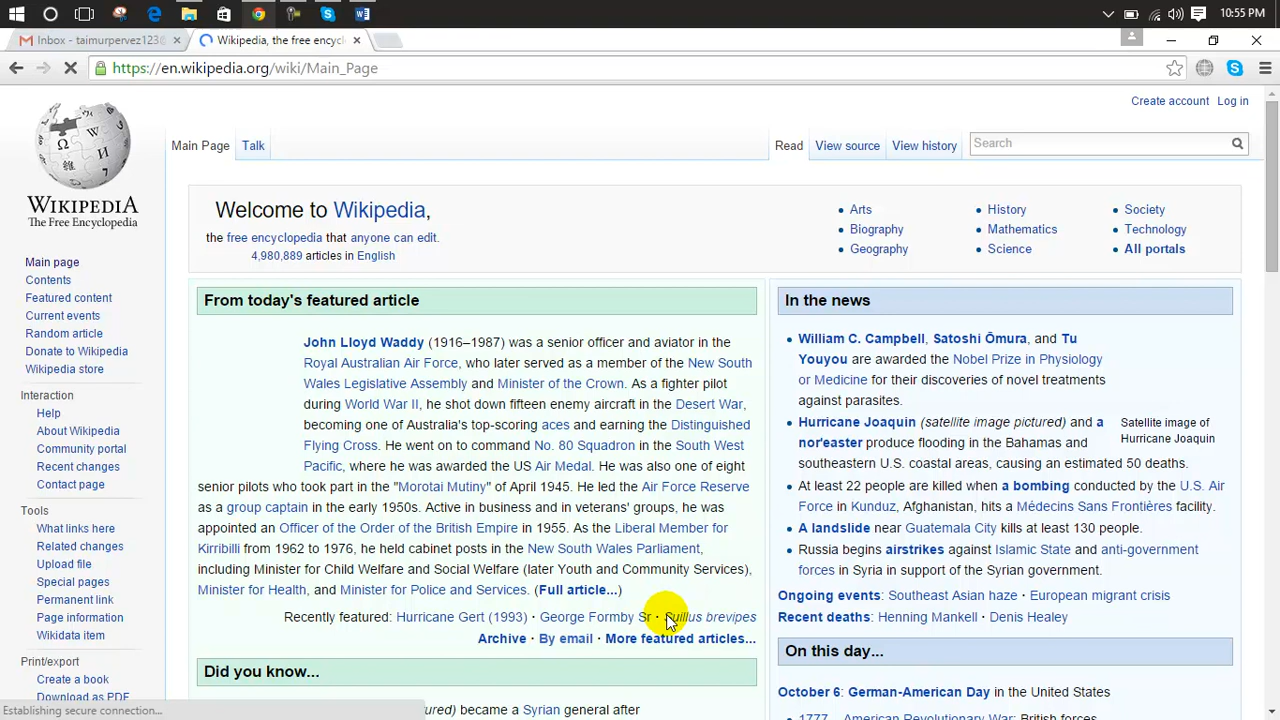 10:55 PM
Inbox - taimurpervez123@
Wikipedia, the free encycl
https://en.wikipedia.org/wiki/Main_Page
Create account Log in
Main Page Talk
Read View source View history
Search
WIKIPEDIA
The Free Encyclopedia
Main page
Contents
Featured content
Current events
Random article
Donate to Wikipedia
Wikipedia store
Interaction
Help
About Wikipedia
Community portal
Recent changes
Contact page
Tools
What links here
Related changes
Upload file
Special pages
Permanent link
Page information
Wikidata item
Print/export
Create a book
Download as PDF
Welcome to Wikipedia,
the free encyclopedia that anyone can edit.
4,980,889 articles in English
Arts
Biography
Geography
History
Mathematics
Science
Society
Technology
All portals
From today's featured article
John Lloyd Waddy (1916–1987) was a senior officer and aviator in the
Royal Australian Air Force, who later served as a member of the New South
Wales Legislative Assembly and Minister of the Crown. As a fighter pilot
during World War II, he shot down fifteen enemy aircraft in the Desert War,
becoming one of Australia's top-scoring aces and earning the Distinguished
Flying Cross. He went on to command No. 80 Squadron in the South West
Pacific, where he was awarded the US Air Medal. He was also one of eight
senior pilots who took part in the "Morotai Mutiny" of April 1945. He led the Air Force Reserve
as a group captain in the early 1950s. Active in business and in veterans' groups, he was
appointed an Officer of the Order of the British Empire in 1955. As the Liberal Member for
Kirribilli from 1962 to 1976, he held cabinet posts in the New South Wales Parliament,
including Minister for Child Welfare and Social Welfare (later Youth and Community Services),
Minister for Health, and Minister for Police and Services. (Full article...)
Recently featured: Hurricane Gert (1993) · George Formby Sr · Suillus brevipes
Archive · By email · More featured articles...
Did you know...
ured) became a Syrian general after
In the news
William C. Campbell, Satoshi Ōmura, and Tu
Youyou are awarded the Nobel Prize in Physiology
or Medicine for their discoveries of novel treatments
against parasites.
Hurricane Joaquin (satellite image pictured) and a
nor'easter produce flooding in the Bahamas and
southeastern U.S. coastal areas, causing an estimated 50 deaths.
Satellite image of
Hurricane Joaquin
At least 22 people are killed when a bombing conducted by the U.S. Air
Force in Kunduz, Afghanistan, hits a Médecins Sans Frontières facility.
A landslide near Guatemala City kills at least 130 people.
Russia begins airstrikes against Islamic State and anti-government
forces in Syria in support of the Syrian government.
Ongoing events: Southeast Asian haze · European migrant crisis
Recent deaths: Henning Mankell · Denis Healey
On this day...
October 6: German-American Day in the United States
1777 – American Revolutionary War: British forces
Establishing secure connection...